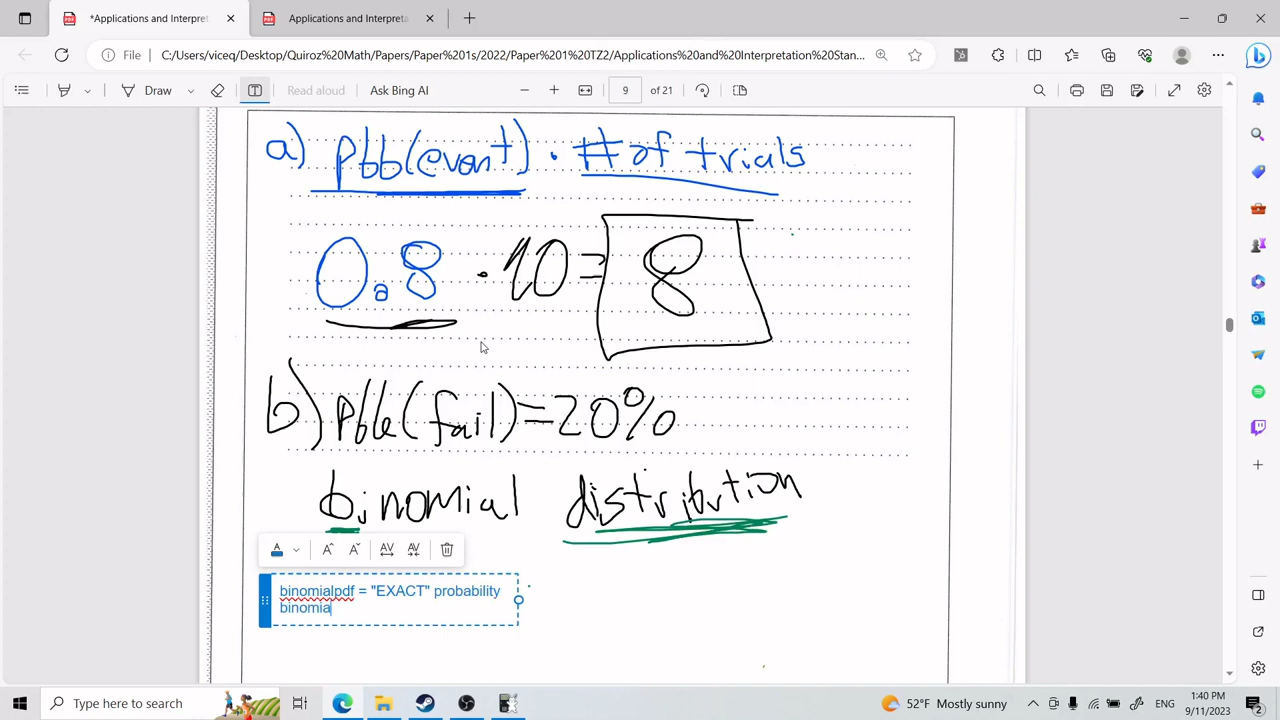 *Applications and Interpret
Applications and Interpreta
File
C:/Users/viceq/Desktop/Quiroz%20Math/Papers/Paper%201s/2022/Paper%201%20TZ2/Applications%20and%20Interpretation%20Stan...
Draw
Read aloud
Ask Bing AI
9 of 21
a) Pbb(event) · # of trials
0.8 · 10 = 8
b) Pbb(fail) = 20%
binomial distribution
binomialpdf = "EXACT" probability
binomia
Type here to search
52°F Mostly sunny
ENG
1:40 PM
9/11/2023
2